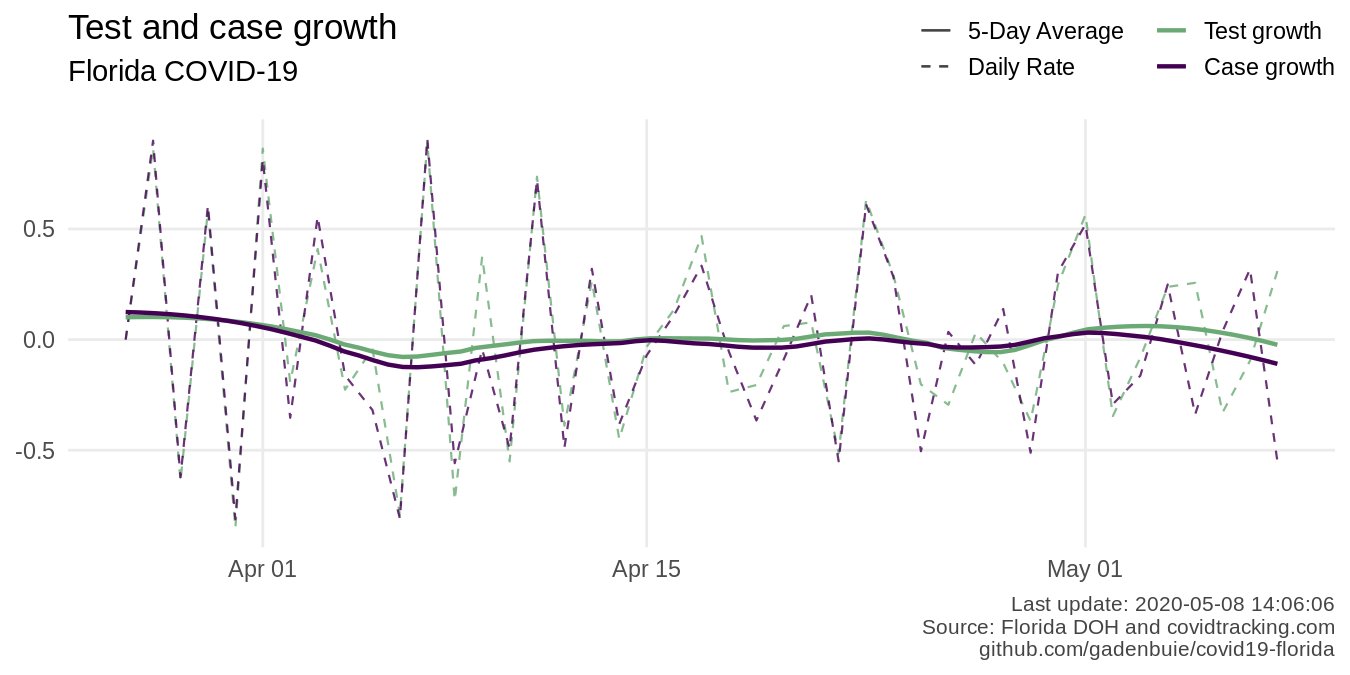 Test and case growth
Florida COVID-19
5-Day Average
Daily Rate
Test growth
Case growth
0.5
0.0
-0.5
Apr 01
Apr 15
May 01
Last update: 2020-05-08 14:06:06
Source: Florida DOH and covidtracking.com
github.com/gadenbuie/covid19-florida